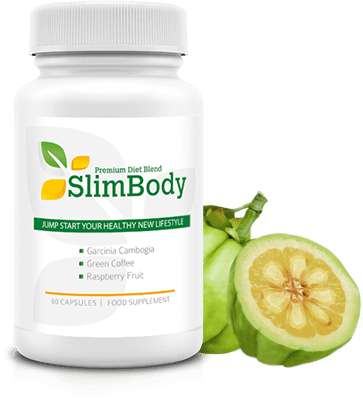 Premium Diet Blend
SlimBody
JUMP START YOUR HEALTHY NEW LIFESTYLE
Garcinia Cambogia
Green Coffee
Raspberry Fruit
60 CAPSULES | FOOD SUPPLEMENT